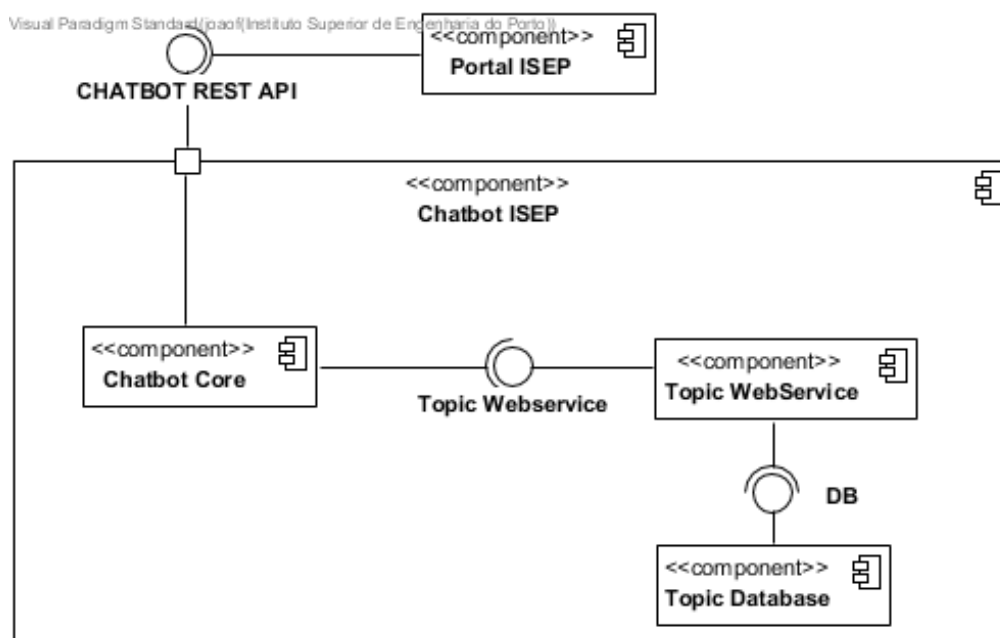 Visual Paradigm Standard(joaof(Instituto Superior de Engenharia do Porto))
<<component>>
Portal ISEP
CHATBOT REST API
<<component>>
Chatbot ISEP
<<component>>
Chatbot Core
Topic Webservice
<<component>>
Topic WebService
DB
<<component>>
Topic Database